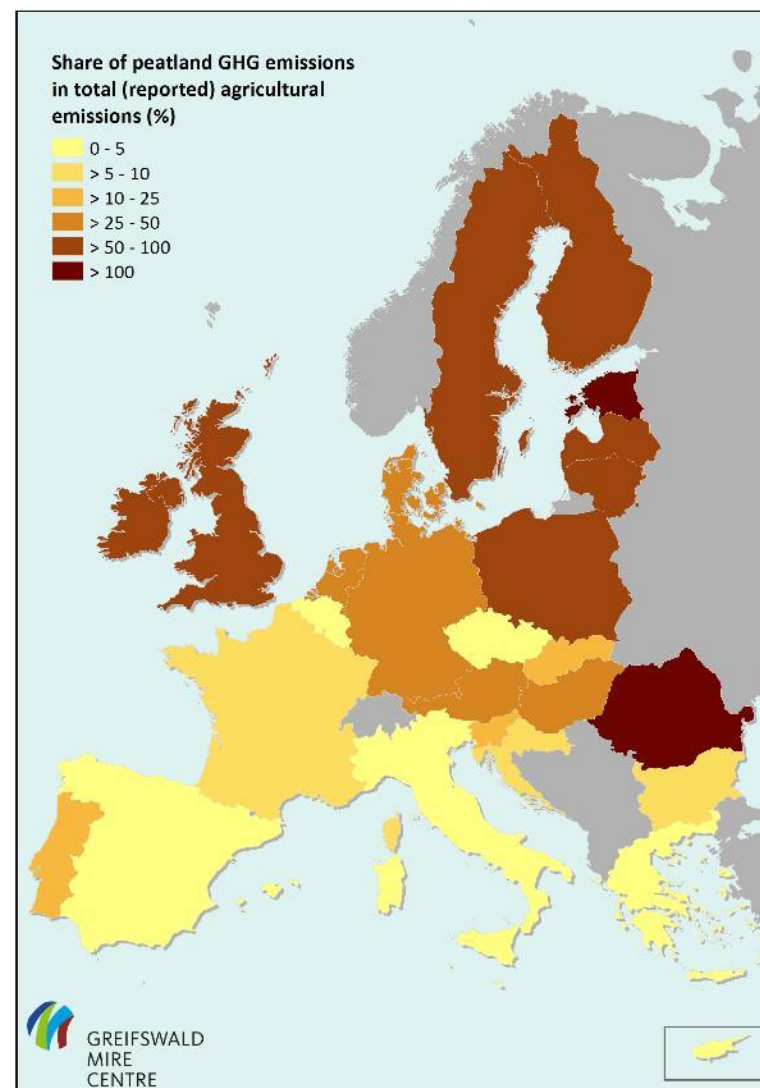 Share of peatland GHG emissions
in total (reported) agricultural
emissions (%)
0 - 5
> 5 - 10
> 10 - 25
> 25 - 50
> 50 - 100
> 100
GREIFSWALD
MIRE
CENTRE